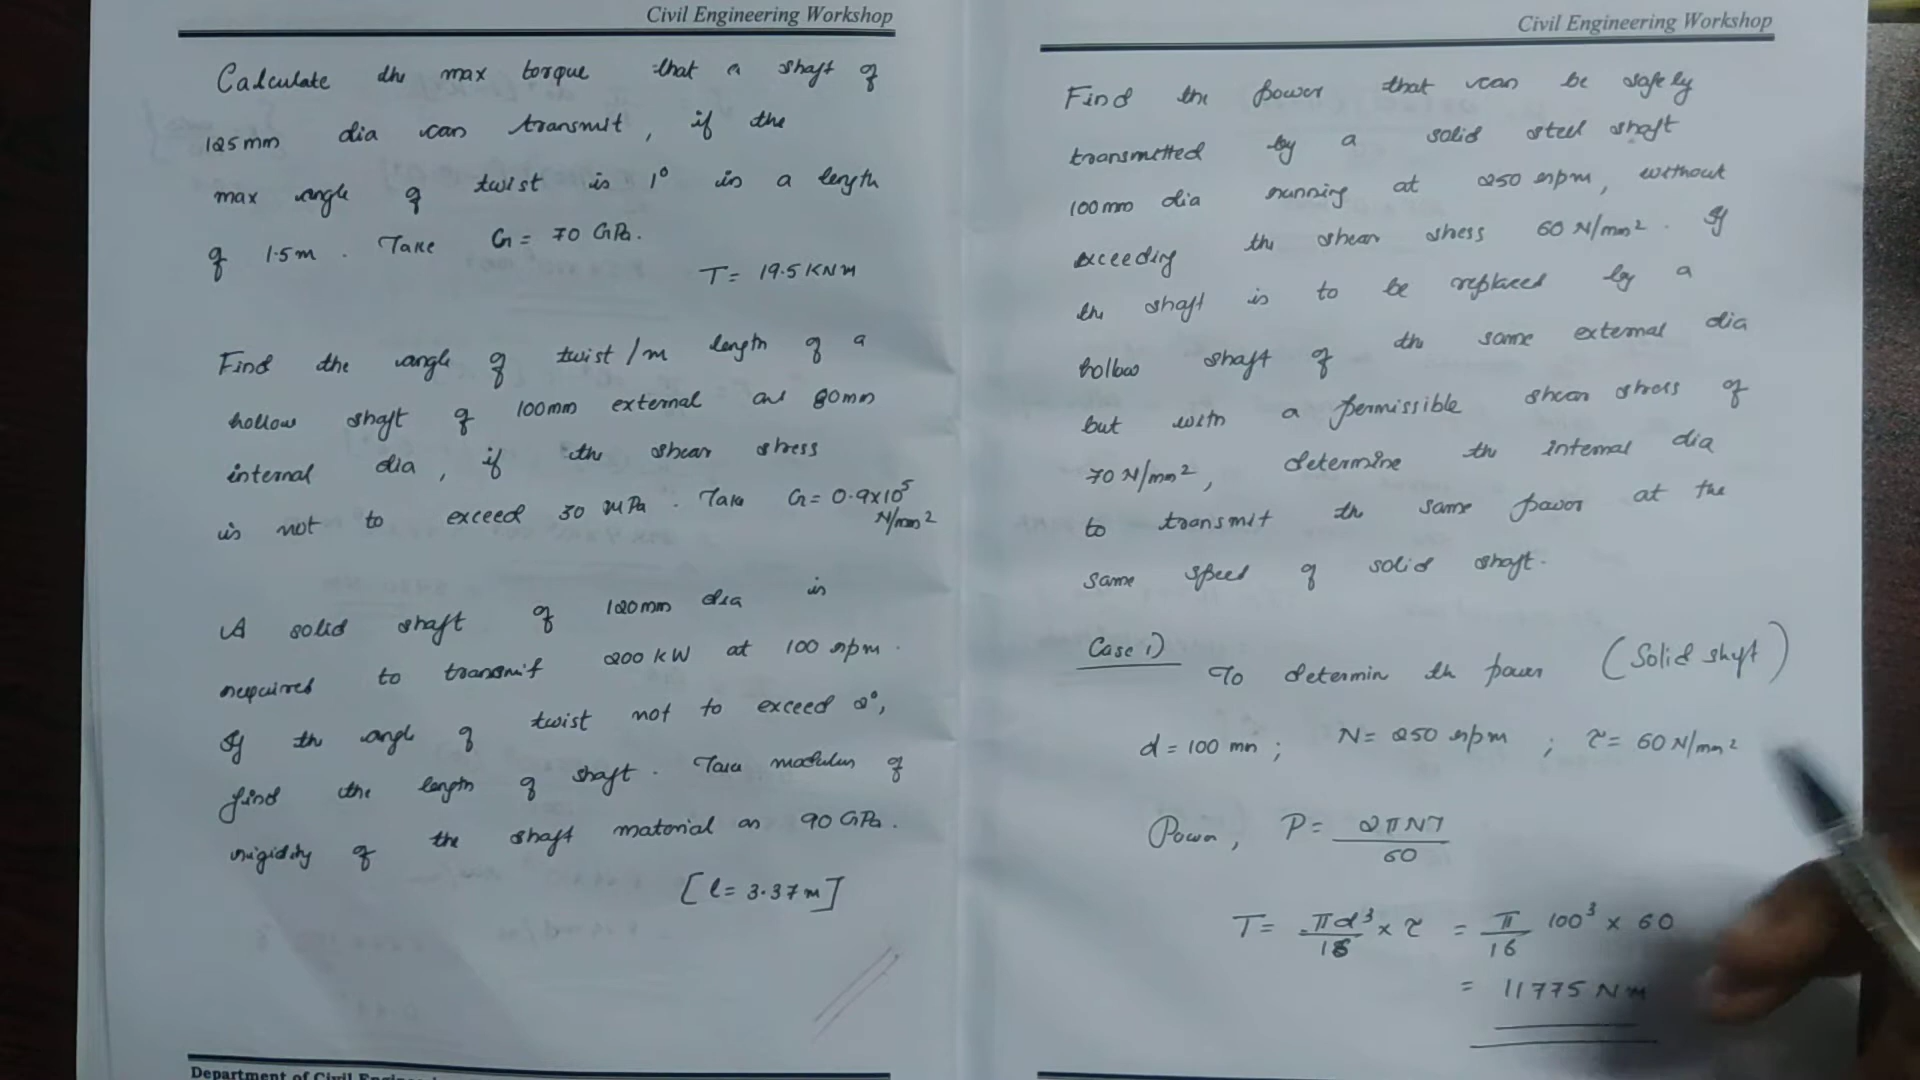 Civil Engineering Workshop
Calculate the max torque that a shaft of
125mm dia can transmit, if the
max angle of twist is 1° in a length
of 1.5m. Take G = 70 GPa.
T = 19.5 KNm
Find the angle of twist/m length of a
hollow shaft of 100mm external and 80mm
internal dia, if the shear stress
is not to exceed 30 MPa. Take G = 0.9x10⁵
N/mm²
A solid shaft of 120mm dia is
required to transmit 200 kW at 100 rpm.
If th angle of twist not to exceed 2°,
find the length of shaft. Take modulus of
rigidity of the shaft material as 90 GPa.
[l = 3.37m]
Department of Civil
Civil Engineering Workshop
Find the power that can be safely
transmitted by a solid steel shaft
100mm dia running at 250 rpm, without
exceeding the shear stress 60 N/mm². If
the shaft is to be replaced by a
hollow shaft of the same external dia
but with a permissible shear stress of
70 N/mm², determine the internal dia
to transmit the same power at the
same speed of solid shaft.
Case 1) To determin th power (Solid shaft)
d = 100 mm; N = 250 rpm; τ = 60 N/mm²
Power, P = 2πNT/60
T = πd³/16 x τ = π/16 100³ x 60
= 11775 Nm